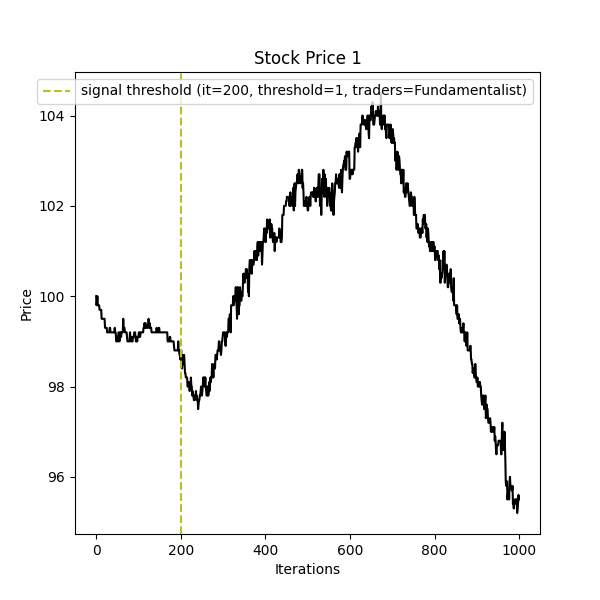 Stock Price 1
signal threshold (it=200, threshold=1, traders=Fundamentalist)
104
102
100
98
96
Price
0 200 400 600 800 1000
Iterations